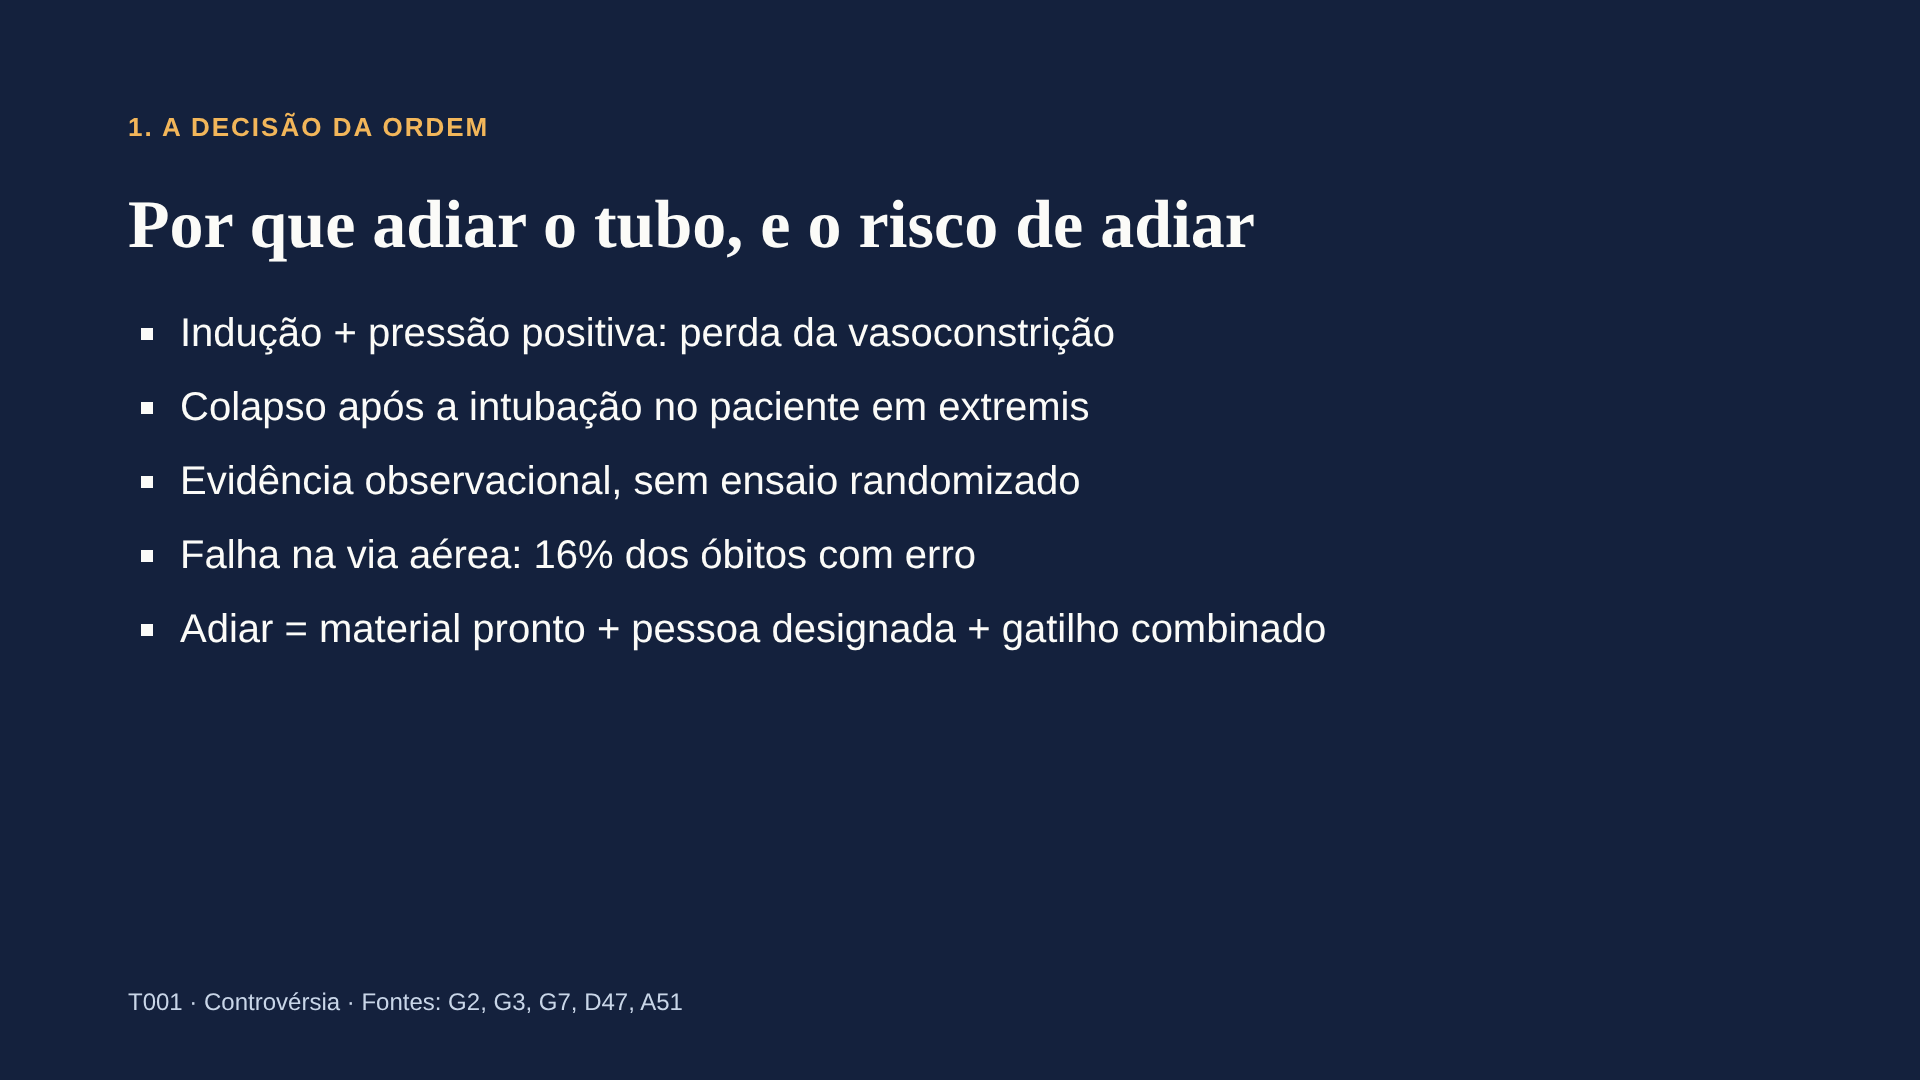 1. A DECISÃO DA ORDEM
Por que adiar o tubo, e o risco de adiar
▪ Indução + pressão positiva: perda da vasoconstrição
▪ Colapso após a intubação no paciente em extremis
▪ Evidência observacional, sem ensaio randomizado
▪ Falha na via aérea: 16% dos óbitos com erro
▪ Adiar = material pronto + pessoa designada + gatilho combinado
T001 · Controvérsia · Fontes: G2, G3, G7, D47, A51